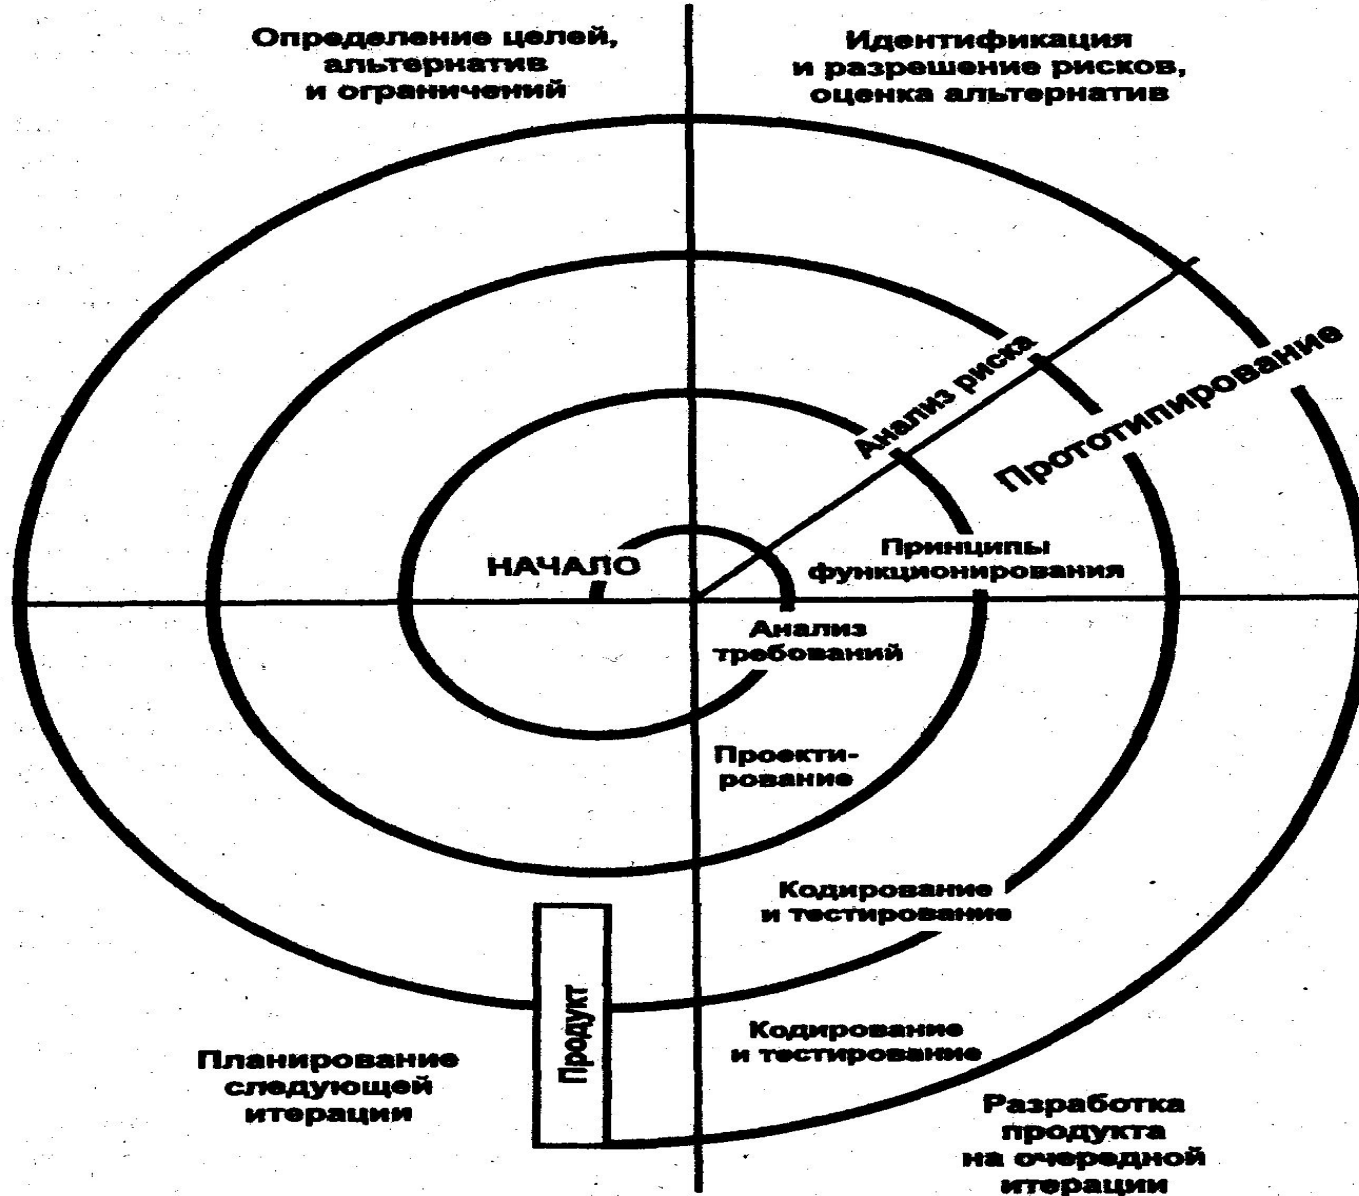 Определение целей,
альтернатив
и ограничений
Идентификация
и разрешение рисков,
оценка альтернатив
Анализ риска
Прототипирование
НАЧАЛО
Принципы
функционирования
Анализ
требований
Проекти-
рование
Кодирование
и тестирование
Продукт
Кодирование
и тестирование
Планирование
следующей
итерации
Разработка
продукта
на очередной
итерации